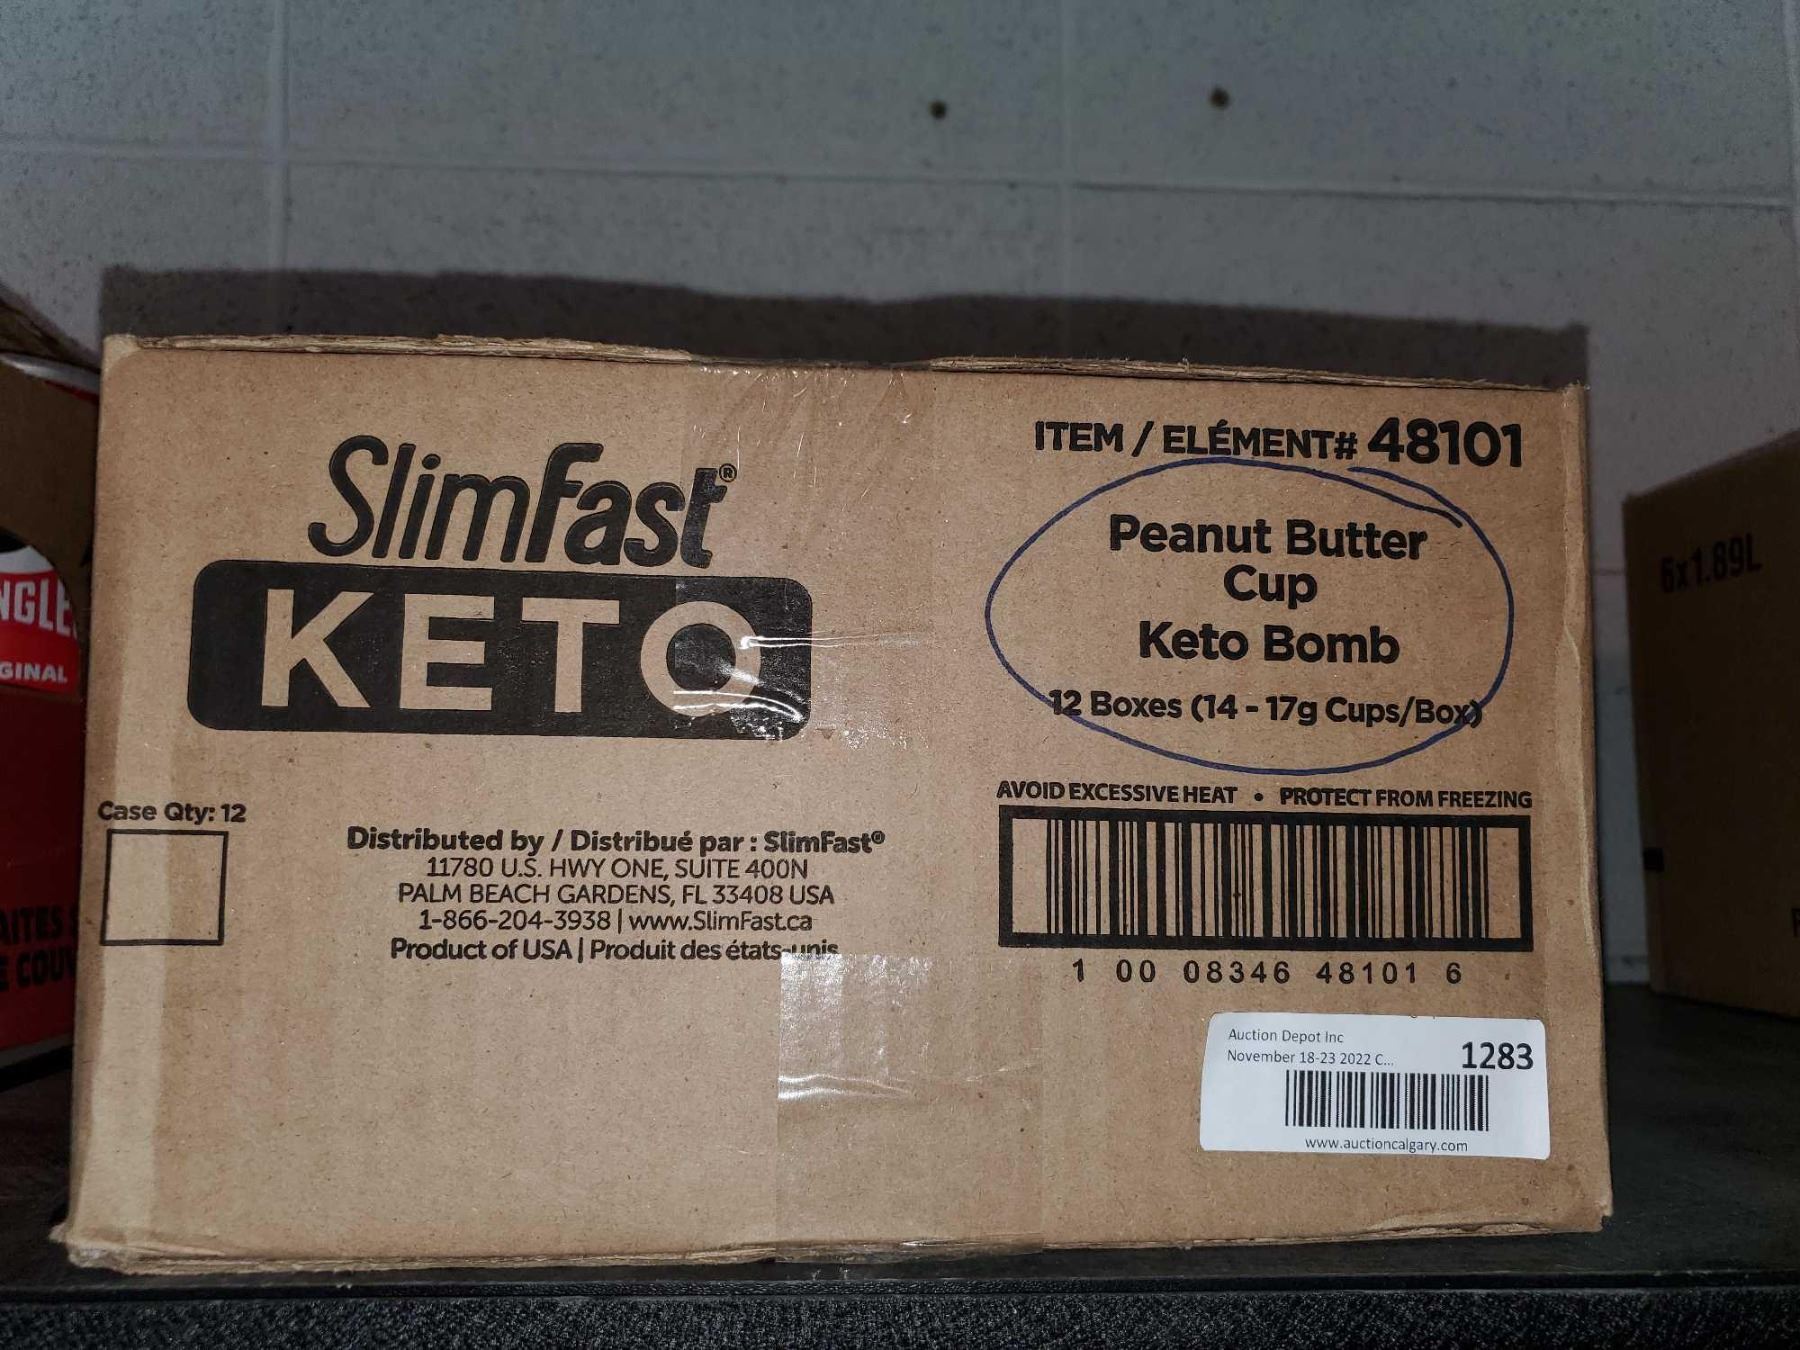 SlimFast®
KETO
ITEM / ELÉMENT# 48101
Peanut Butter
Cup
Keto Bomb
12 Boxes (14 - 17g Cups/Box)
AVOID EXCESSIVE HEAT • PROTECT FROM FREEZING
1 00 08346 48101 6
Case Qty: 12
Distributed by / Distribué par : SlimFast®
11780 U.S. HWY ONE, SUITE 400N
PALM BEACH GARDENS, FL 33408 USA
1-866-204-3938 | www.SlimFast.ca
Product of USA | Produit des états-unis
Auction Depot Inc
November 18-23 2022 C...
1283
www.auctioncalgary.com
6x1.89L
NGLE
GINAL
AITES
E COUV